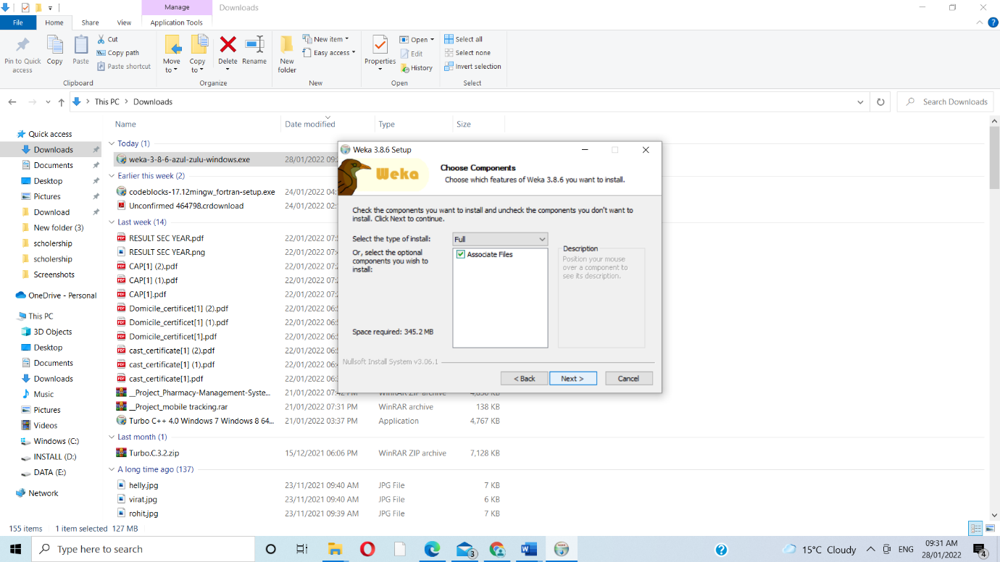 Manage
Downloads
File
Home
Share
View
Application Tools
Pin to Quick access
Copy
Paste
Cut
Copy path
Paste shortcut
Clipboard
Move to
Copy to
Delete
Rename
Organize
New folder
New item
Easy access
New
Properties
Open
Edit
History
Open
Select all
Select none
Invert selection
Select
This PC
Downloads
Search Downloads
Name
Date modified
Type
Size
Quick access
Downloads
Documents
Desktop
Pictures
Download
New folder (3)
scholership
scholership
Screenshots
OneDrive - Personal
This PC
3D Objects
Desktop
Documents
Downloads
Music
Pictures
Videos
Windows (C:)
INSTALL (D:)
DATA (E:)
Network
Today (1)
weka-3-8-6-azul-zulu-windows.exe 28/01/2022 09:
Earlier this week (2)
codeblocks-17.12mingw_fortran-setup.exe 24/01/2022 04:
Unconfirmed 464798.crdownload 24/01/2022 02:
Last week (14)
RESULT SEC YEAR.pdf 22/01/2022 07:
RESULT SEC YEAR.png 22/01/2022 07:
CAP[1] (2).pdf 22/01/2022 07:
CAP[1] (1).pdf 22/01/2022 07:
CAP[1].pdf 22/01/2022 07:
Domicile_certificet[1] (2).pdf 22/01/2022 06:
Domicile_certificet[1] (1).pdf 22/01/2022 06:
Domicile_certificet[1].pdf 22/01/2022 06:
cast_certificate[1] (2).pdf 22/01/2022 06:
cast_certificate[1] (1).pdf 22/01/2022 06:
cast_certificate[1].pdf 22/01/2022 06:
__Project_Pharmacy-Management-Syste... 21/01/2022 07:42 PM WinRAR ZIP archive
__Project_mobile tracking.rar 21/01/2022 07:31 PM WinRAR archive 138 KB
Turbo C++ 4.0 Windows 7 Windows 8 64... 21/01/2022 03:37 PM Application 4,767 KB
Last month (1)
Turbo.C.3.2.zip 15/12/2021 06:06 PM WinRAR ZIP archive 7,128 KB
A long time ago (137)
helly.jpg 23/11/2021 09:40 AM JPG File 7 KB
virat.jpg 23/11/2021 09:40 AM JPG File 6 KB
rohit.jpg 23/11/2021 09:39 AM JPG File 7 KB
Weka 3.8.6 Setup
Weka
Choose Components
Choose which features of Weka 3.8.6 you want to install.
Check the components you want to install and uncheck the components you don't want to
install. Click Next to continue.
Select the type of install:
Full
Or, select the optional
components you wish to
install:
Associate Files
Description
Position your mouse
over a component to
see its description.
Space required: 345.2 MB
Nullsoft Install System v3.06.1
< Back
Next >
Cancel
155 items
1 item selected 127 MB
Type here to search
3
15°C Cloudy
ENG
09:31 AM
28/01/2022
4